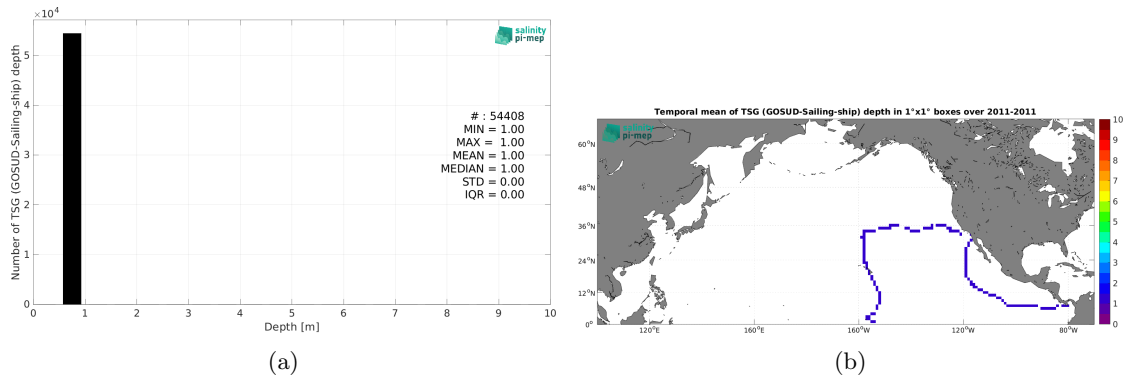 ×10⁴
Number of TSG (GOSUD-Sailing-ship) depth
5
4
3
2
1
0
0 1 2 3 4 5 6 7 8 9 10
Depth [m]
salinity
pi-mep
# : 54408
MIN = 1.00
MAX = 1.00
MEAN = 1.00
MEDIAN = 1.00
STD = 0.00
IQR = 0.00
(a)
Temporal mean of TSG (GOSUD-Sailing-ship) depth in 1°x1° boxes over 2011-2011
salinity
pi-mep
60°N
48°N
36°N
24°N
12°N
0°
120°E 160°E 160°W 120°W 80°W
10
9
8
7
6
5
4
3
2
1
0
(b)